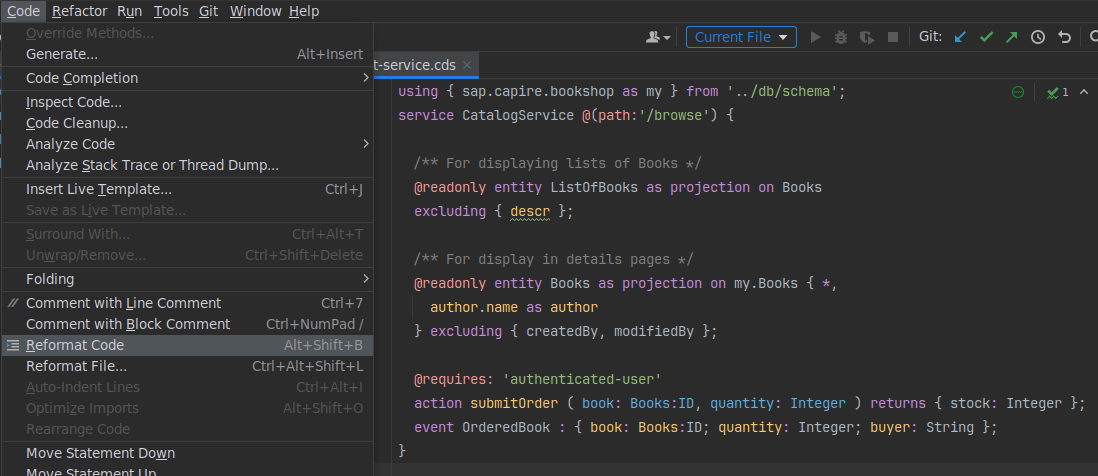 Code Refactor Run Tools Git Window Help
Override Methods...
Generate... Alt+Insert
Code Completion
Inspect Code...
Code Cleanup...
Analyze Code
Analyze Stack Trace or Thread Dump...
Insert Live Template... Ctrl+J
Save as Live Template...
Surround With... Ctrl+Alt+T
Unwrap/Remove... Ctrl+Shift+Delete
Folding
Comment with Line Comment Ctrl+7
Comment with Block Comment Ctrl+NumPad /
Reformat Code Alt+Shift+B
Reformat File... Ctrl+Alt+Shift+L
Auto-Indent Lines Ctrl+Alt+I
Optimize Imports Alt+Shift+O
Rearrange Code
Move Statement Down
Move Statement Up
Current File Git:
t-service.cds
using { sap.capire.bookshop as my } from '../db/schema'; 1
service CatalogService @(path:'/browse') {
/** For displaying lists of Books */
@readonly entity ListOfBooks as projection on Books
excluding { descr };
/** For display in details pages */
@readonly entity Books as projection on my.Books { *,
author.name as author
} excluding { createdBy, modifiedBy };
@requires: 'authenticated-user'
action submitOrder ( book: Books:ID, quantity: Integer ) returns { stock: Integer };
event OrderedBook : { book: Books:ID; quantity: Integer; buyer: String };
}